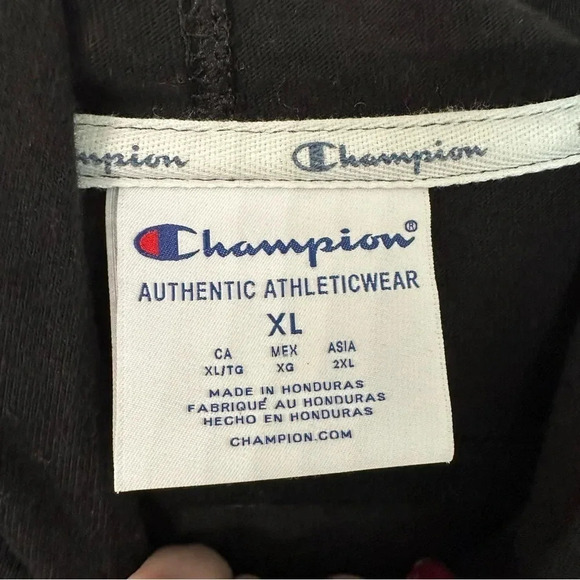 mpion Champion
Champion®
AUTHENTIC ATHLETICWEAR
XL
CA MEX ASIA
XL/TG XG 2XL
MADE IN HONDURAS
FABRIQUÉ AU HONDURAS
HECHO EN HONDURAS
CHAMPION.COM